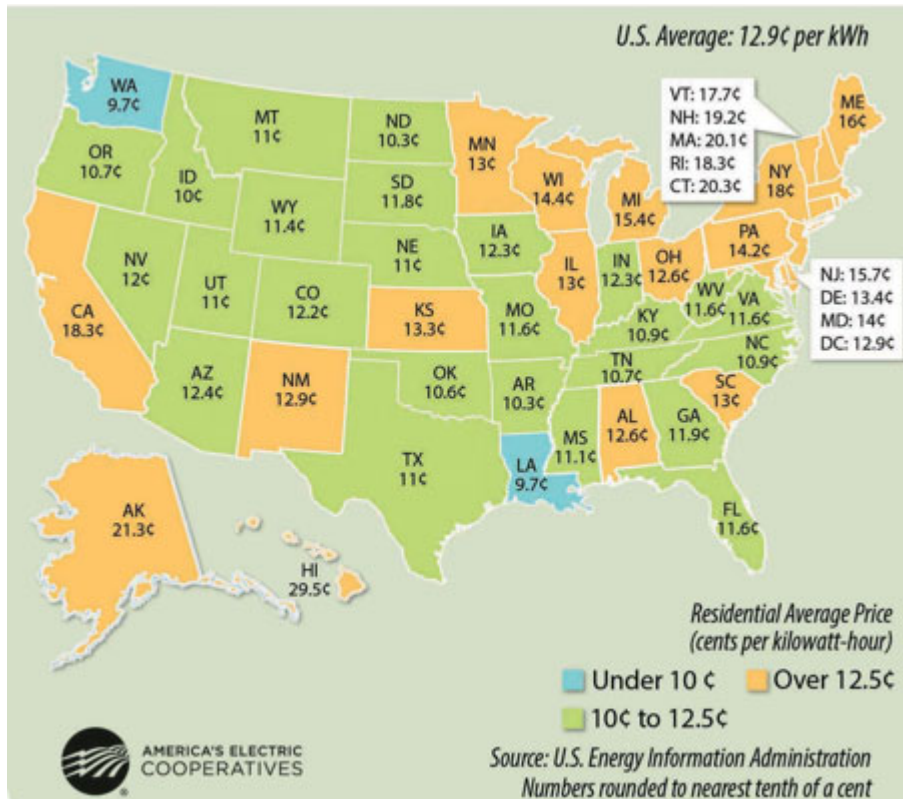 U.S. Average: 12.9¢ per kWh
WA
9.7¢
MT
11¢
ND
10.3¢
MN
13¢
VT: 17.7¢
NH: 19.2¢
MA: 20.1¢
RI: 18.3¢
CT: 20.3¢
ME
16¢
OR
10.7¢
ID
10¢
SD
11.8¢
WI
14.4¢
MI
15.4¢
NY
18¢
WY
11.4¢
IA
12.3¢
PA
14.2¢
NE
11¢
NV
12¢
UT
11¢
CO
12.2¢
IL
13¢
IN
12.3¢
OH
12.6¢
NJ: 15.7¢
DE: 13.4¢
MD: 14¢
DC: 12.9¢
CA
18.3¢
KS
13.3¢
MO
11.6¢
KY
10.9¢
WV
11.6¢
VA
11.6¢
NC
10.9¢
AZ
12.4¢
NM
12.9¢
OK
10.6¢
AR
10.3¢
TN
10.7¢
SC
13¢
TX
11¢
LA
9.7¢
MS
11.1¢
AL
12.6¢
GA
11.9¢
FL
11.6¢
AK
21.3¢
HI
29.5¢
Residential Average Price
(cents per kilowatt-hour)
Under 10 ¢
Over 12.5¢
10¢ to 12.5¢
AMERICA'S ELECTRIC
COOPERATIVES
®
Source: U.S. Energy Information Administration
Numbers rounded to nearest tenth of a cent